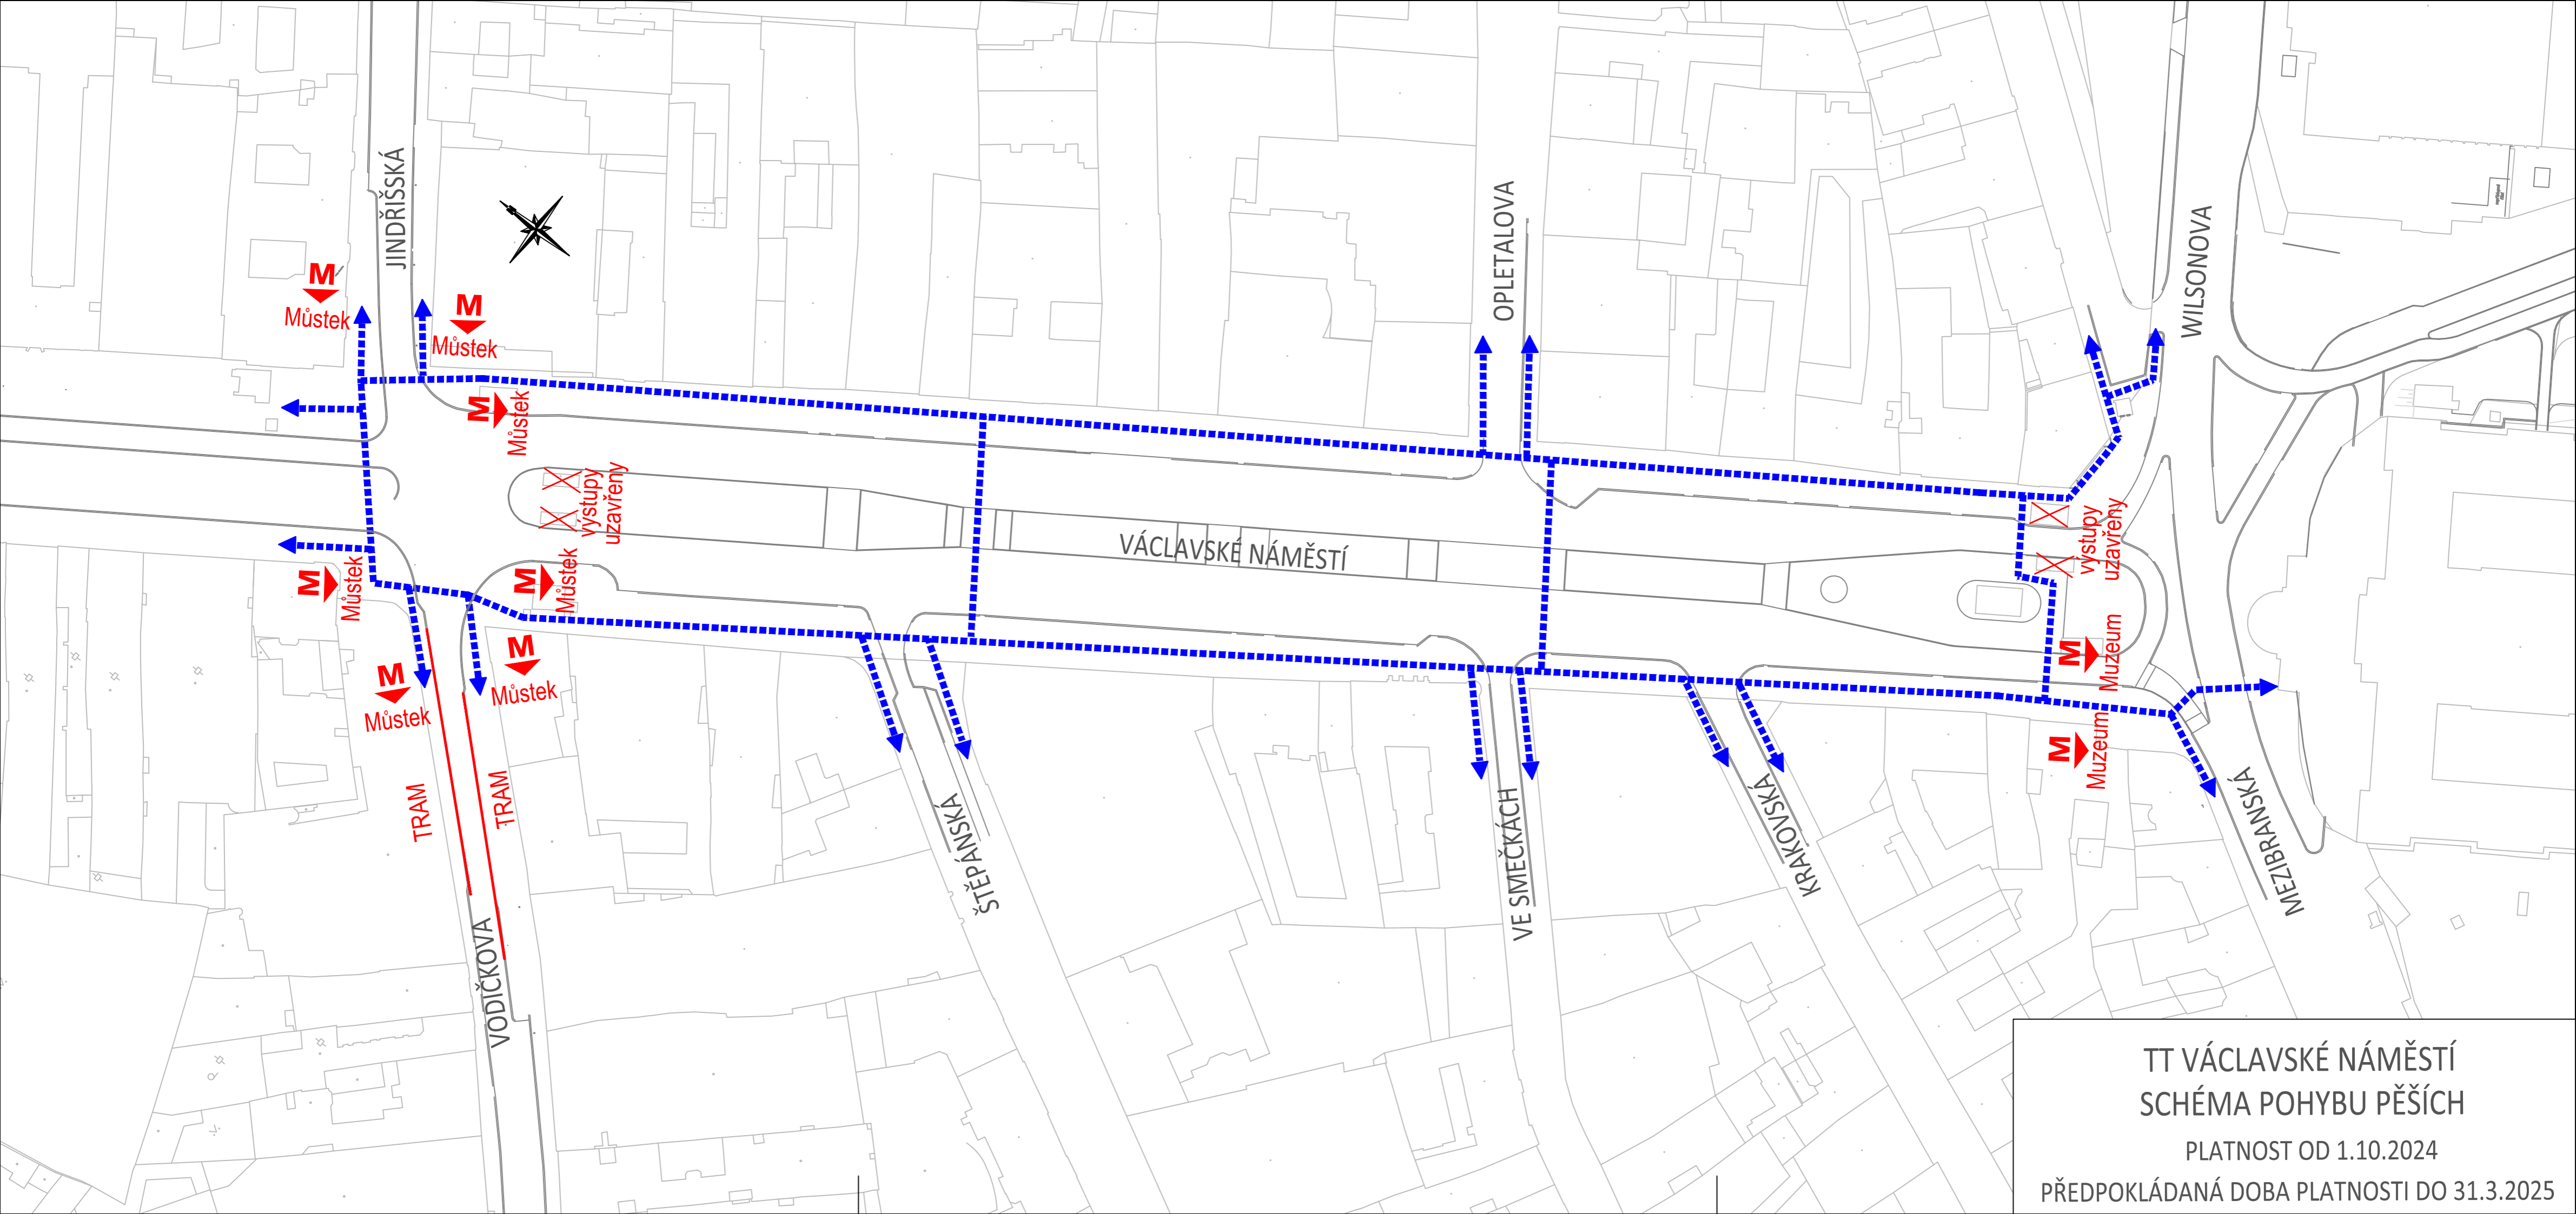 JINDŘIŠSKÁ
OPLETALOVA
WILSONOVA
M
Můstek
M
Můstek
M
Můstek
výstupy
uzavřeny
VÁCLAVSKÉ NÁMĚSTÍ
výstupy
uzavřeny
M
Můstek
M
Můstek
M
Můstek
M
Můstek
M
Muzeum
M
Muzeum
TRAM
TRAM
VODIČKOVA
ŠTĚPÁNSKÁ
VE SMEČKÁCH
KRAKOVSKÁ
MEZIBRANSKÁ
TT VÁCLAVSKÉ NÁMĚSTÍ
SCHÉMA POHYBU PĚŠÍCH
PLATNOST OD 1.10.2024
PŘEDPOKLÁDANÁ DOBA PLATNOSTI DO 31.3.2025